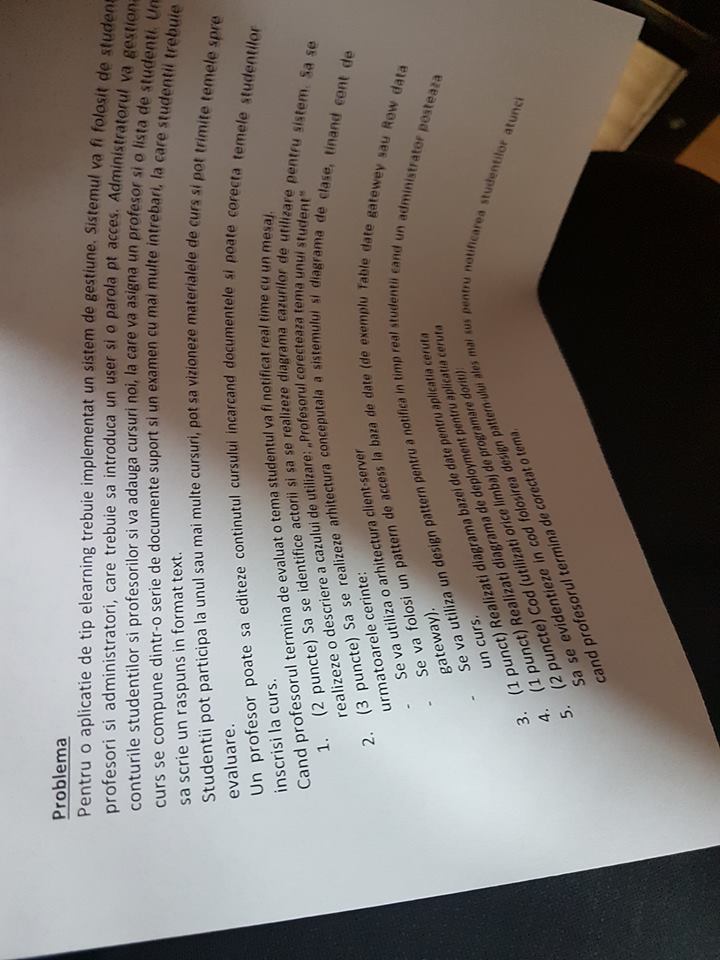 Problema
Pentru o aplicatie de tip elearning trebuie implementat un sistem de gestiune. Sistemul va fi folosit de student
profesori si administratori, care trebuie sa introduca un user si o parola pt acces. Administratorul va gestiona
conturile studentilor si profesorilor si va adauga cursuri noi, la care va asigna un profesor si o lista de studenti. Un
curs se compune dintr-o serie de documente suport si un examen cu mai multe intrebari, la care studentii trebuie
sa scrie un raspuns in format text.
Studentii pot participa la unul sau mai multe cursuri, pot sa vizioneze materialele de curs si pot trimite temele spre
evaluare.
Un profesor poate sa editeze continutul cursului incarcand documentele si poate corecta temele studentilor
inscrisi la curs.
Cand profesorul termina de evaluat o tema studentul va fi notificat real time cu un mesaj.
1. (2 puncte) Sa se identifice actorii si sa se realizeze diagrama cazurilor de utilizare pentru sistem. Sa se
realizeze o descriere a cazului de utilizare: „Profesorul corecteaza tema unui student"
2. (3 puncte) Sa se realizeze arhitectura conceputala a sistemului si diagrama de clase, tinand cont de
urmatoarele cerinte:
- Se va utiliza o arhitectura client-server
- Se va folosi un pattern de access la baza de date (de exemplu Table date gatewey sau Row data
gateway).
- Se va utiliza un design pattern pentru a notifica in timp real studentii cand un administrator posteaza
un curs.
3. (1 punct) Realizati diagrama bazei de date pentru aplicatia ceruta
4. (1 punct) Realizati diagrama de deployment pentru aplicatia ceruta
5. (2 puncte) Cod (utilizati orice limbaj de programare doriti):
Sa se evidentieze in cod folosirea design pattern-ului ales mai sus pentru notificarea studentilor atunci
cand profesorul termina de corectat o tema.